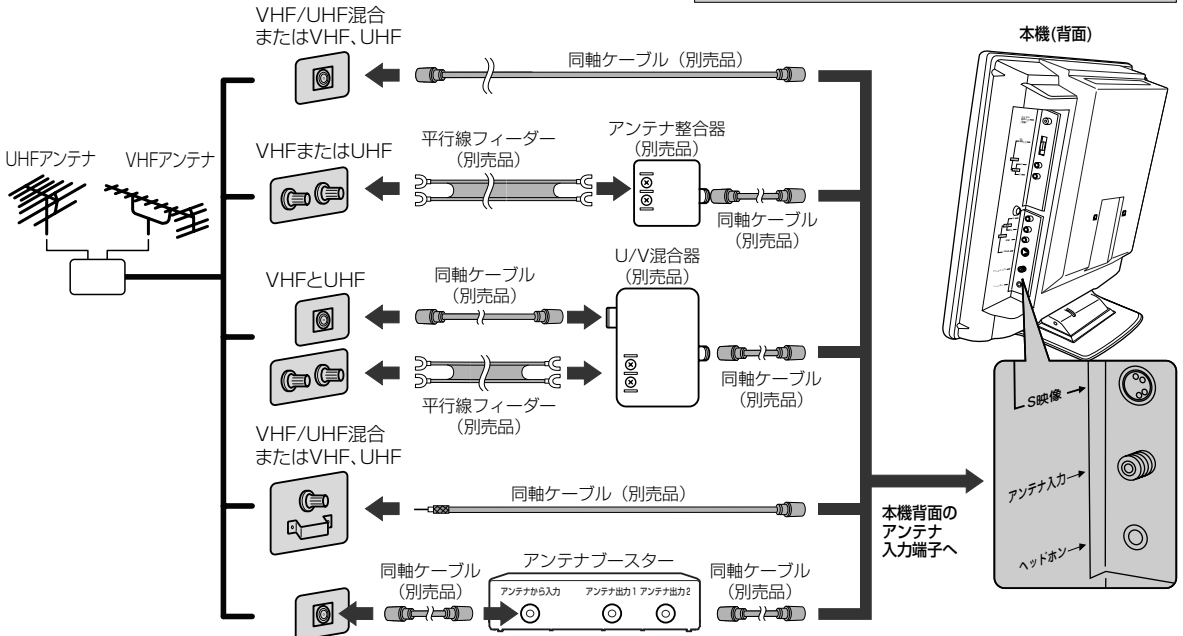 VHF/UHF混合
またはVHF、UHF
同軸ケーブル（別売品）
本機(背面)
UHFアンテナ
VHFアンテナ
VHFまたはUHF
平行線フィーダー
（別売品）
アンテナ整合器
（別売品）
同軸ケーブル
（別売品）
VHFとUHF
同軸ケーブル
（別売品）
U/V混合器
（別売品）
平行線フィーダー
（別売品）
同軸ケーブル
（別売品）
VHF/UHF混合
またはVHF、UHF
同軸ケーブル（別売品）
本機背面の
アンテナ
入力端子へ
S映像
アンテナ入力
ヘッドホン
同軸ケーブル
（別売品）
アンテナブースター
アンテナから入力
アンテナ出力1
アンテナ出力2
同軸ケーブル
（別売品）